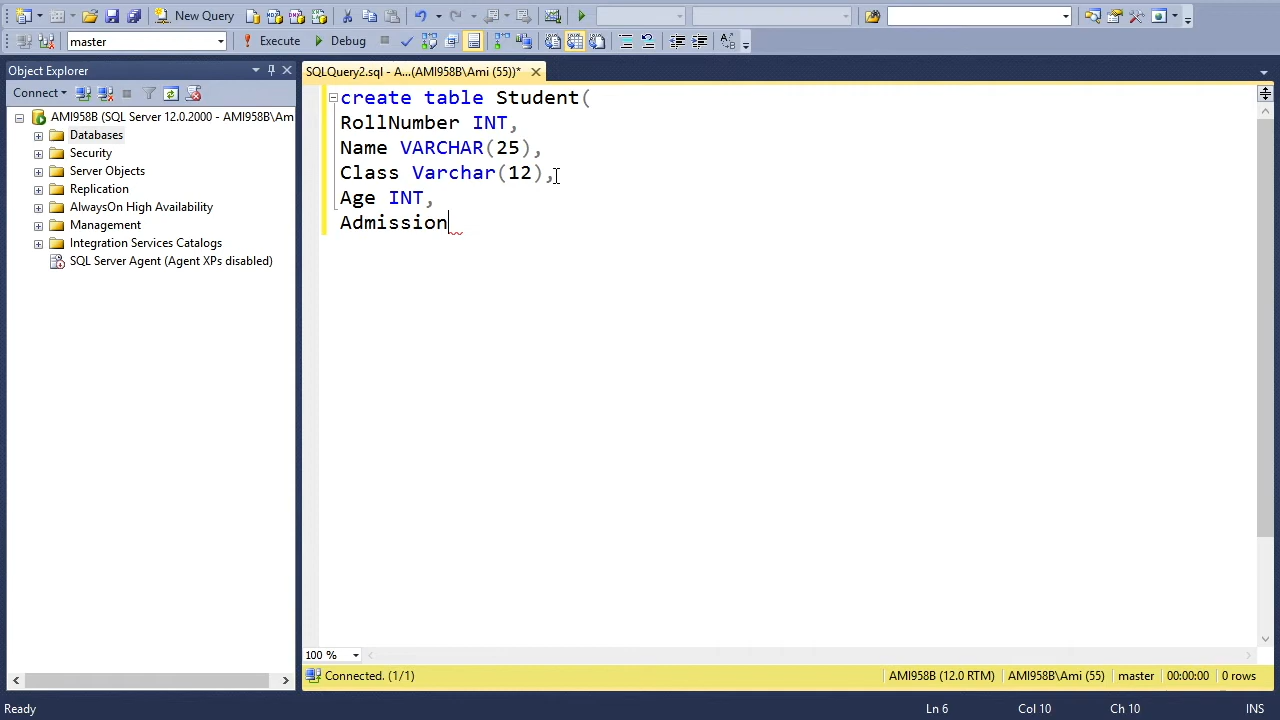 New Query
master
Execute
Debug
Object Explorer
SQLQuery2.sql - A...(AMI958B\Ami (55))*
Connect
AMI958B (SQL Server 12.0.2000 - AMI958B\Am
Databases
Security
Server Objects
Replication
AlwaysOn High Availability
Management
Integration Services Catalogs
SQL Server Agent (Agent XPs disabled)
create table Student(
RollNumber INT,
Name VARCHAR(25),
Class Varchar(12),
Age INT,
Admission
100 %
Connected. (1/1)
AMI958B (12.0 RTM)
AMI958B\Ami (55)
master
00:00:00
0 rows
Ready
Ln 6
Col 10
Ch 10
INS